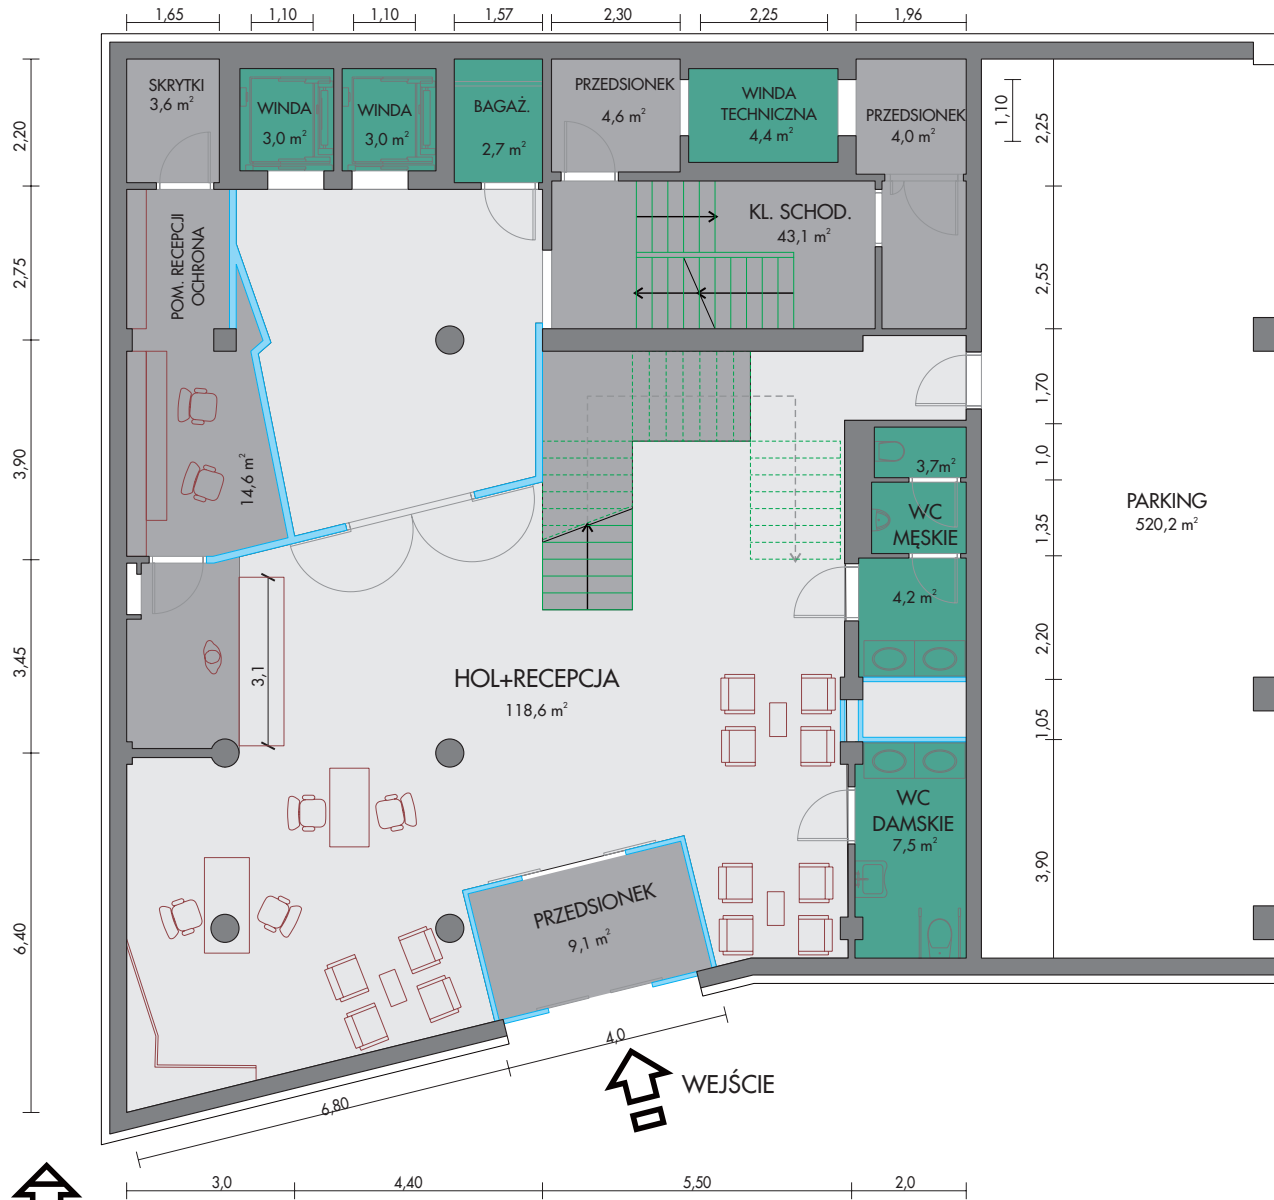 1,65
1,10
1,10
1,57
2,30
2,25
1,96
SKRYTKI
3,6 m²
WINDA
3,0 m²
WINDA
3,0 m²
BAGAŻ.
2,7 m²
PRZEDSIONEK
4,6 m²
WINDA
TECHNICZNA
4,4 m²
PRZEDSIONEK
4,0 m²
1,10
2,20
2,75
3,90
3,45
6,40
2,25
2,55
1,70
1,0
1,35
2,20
1,05
3,90
POM. RECEPCJI
OCHRONA
14,6 m²
KL. SCHOD.
43,1 m²
3,7m²
WC
MĘSKIE
4,2 m²
PARKING
520,2 m²
3,1
HOL+RECEPCJA
118,6 m²
WC
DAMSKIE
7,5 m²
PRZEDSIONEK
9,1 m²
4,0
6,80
WEJŚCIE
3,0
4,40
5,50
2,0